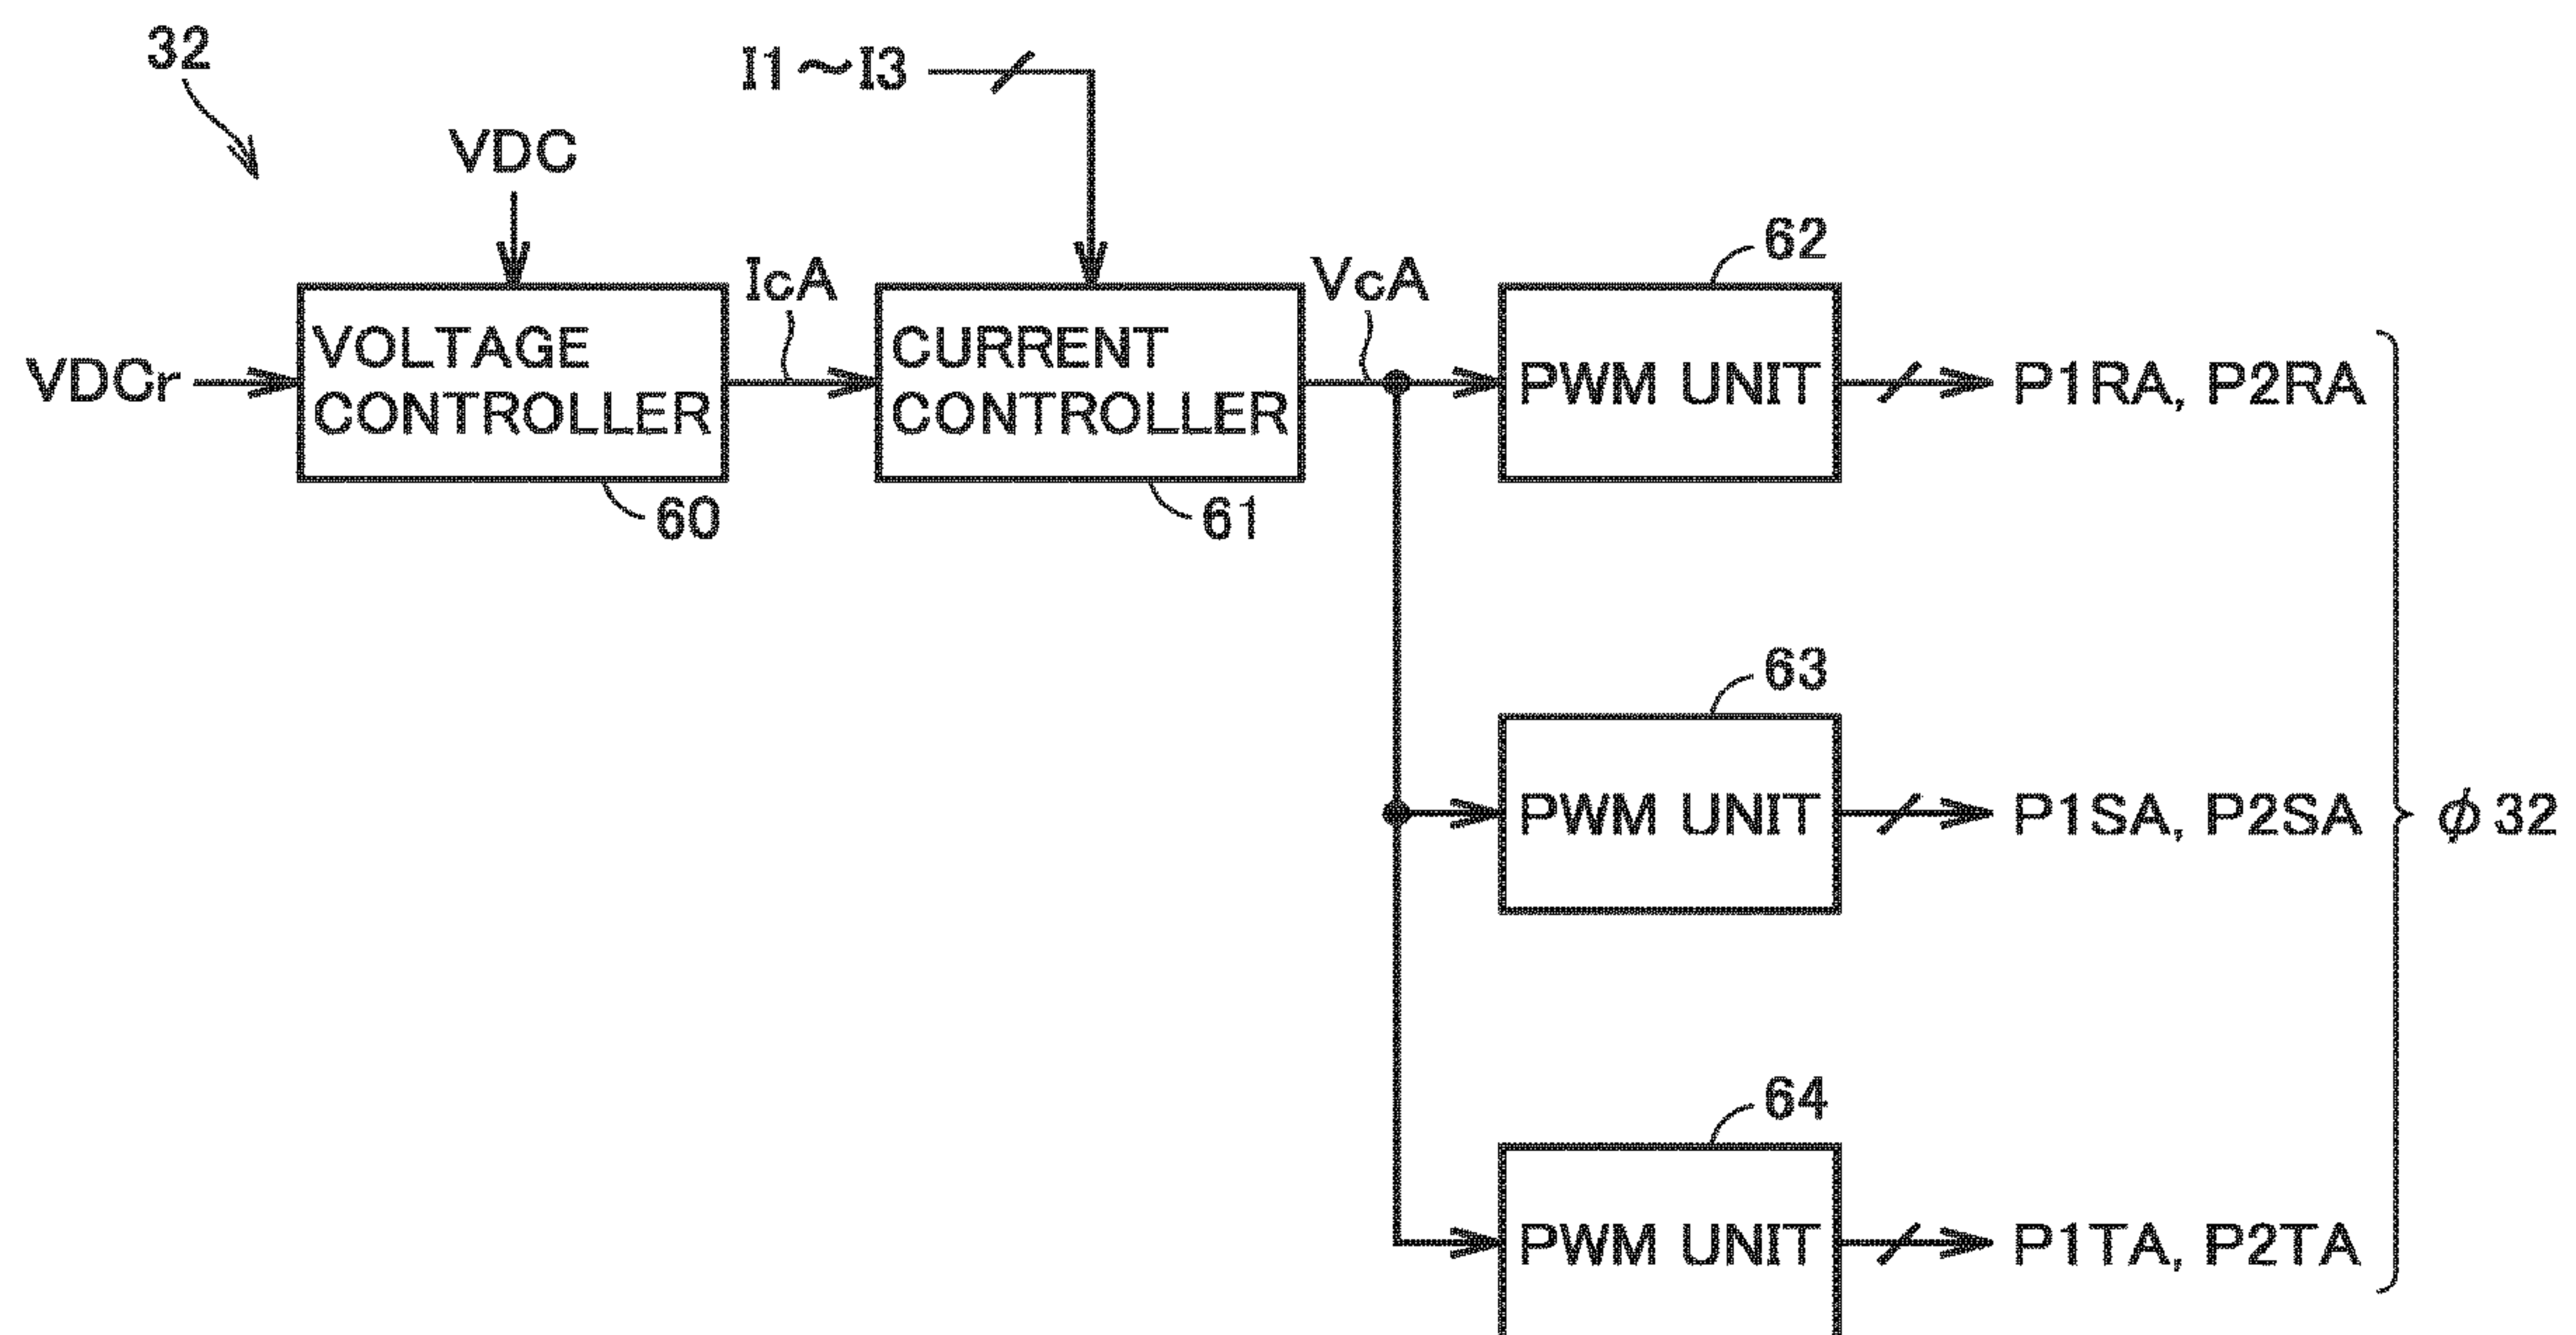 32
I1~I3
VDC
VDCr
VOLTAGE
CONTROLLER
60
IcA
CURRENT
CONTROLLER
61
VcA
62
PWM UNIT
P1RA, P2RA
63
PWM UNIT
P1SA, P2SA
64
PWM UNIT
P1TA, P2TA
φ32